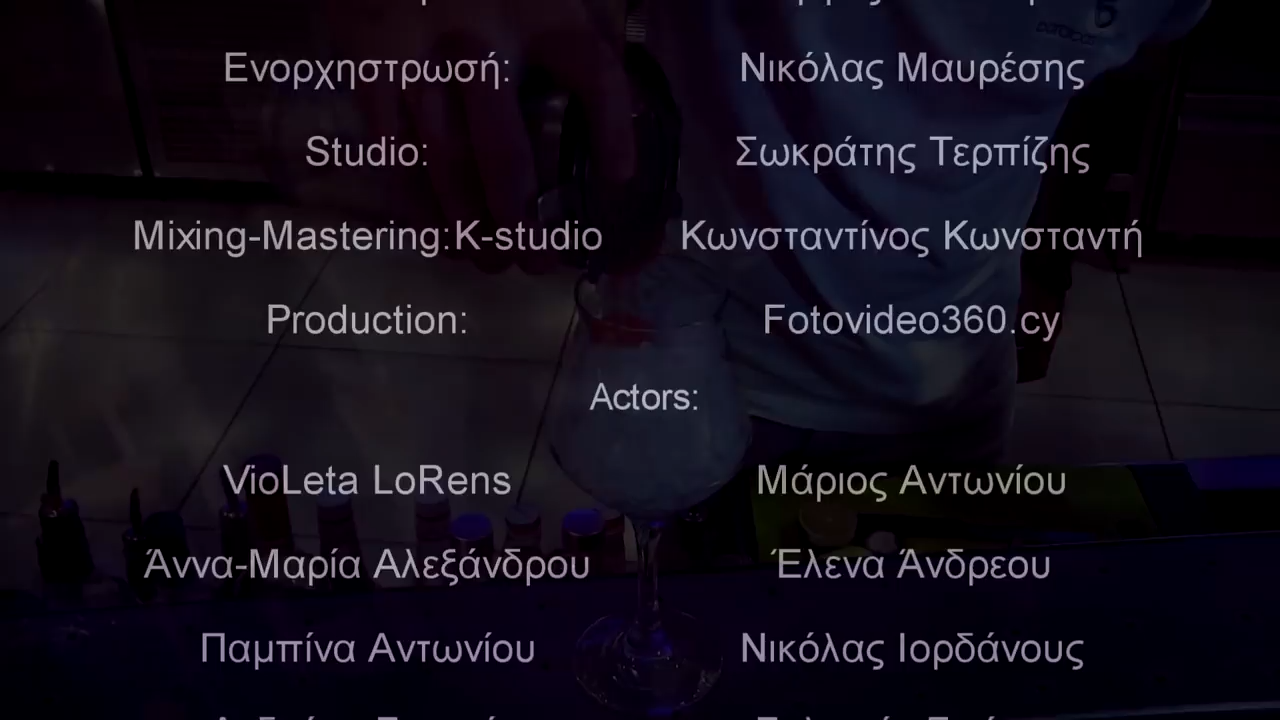 Ενορχηστρωσή: Νικόλας Μαυρέσης
Studio: Σωκράτης Τερπίζης
Mixing-Mastering:K-studio Κωνσταντίνος Κωνσταντή
Production: Fotovideo360.cy
Actors:
VioLeta LoRens Μάριος Αντωνίου
Άννα-Μαρία Αλεξάνδρου Έλενα Άνδρεου
Παμπίνα Αντωνίου Νικόλας Ιορδάνους